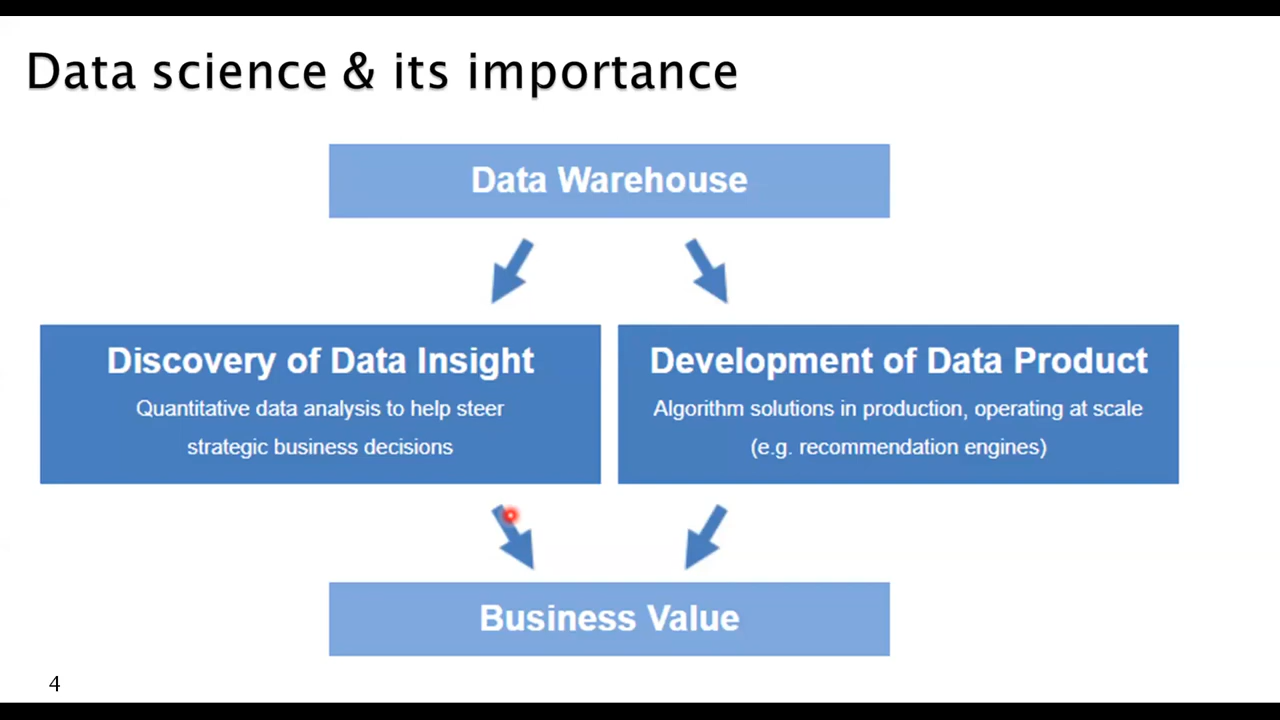 Data science & its importance
Data Warehouse
Discovery of Data Insight
Quantitative data analysis to help steer
strategic business decisions
Development of Data Product
Algorithm solutions in production, operating at scale
(e.g. recommendation engines)
Business Value
4